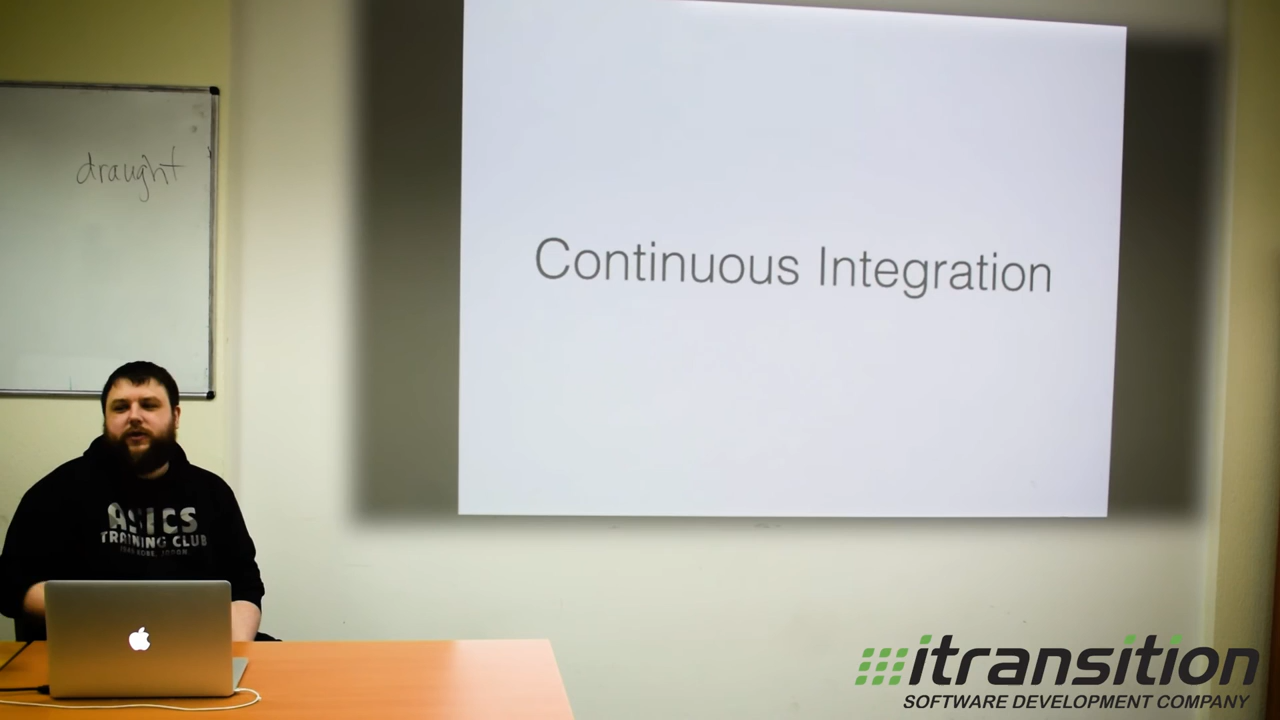 draught
Continuous Integration
ASICS
TRAINING CLUB
itransition
SOFTWARE DEVELOPMENT COMPANY